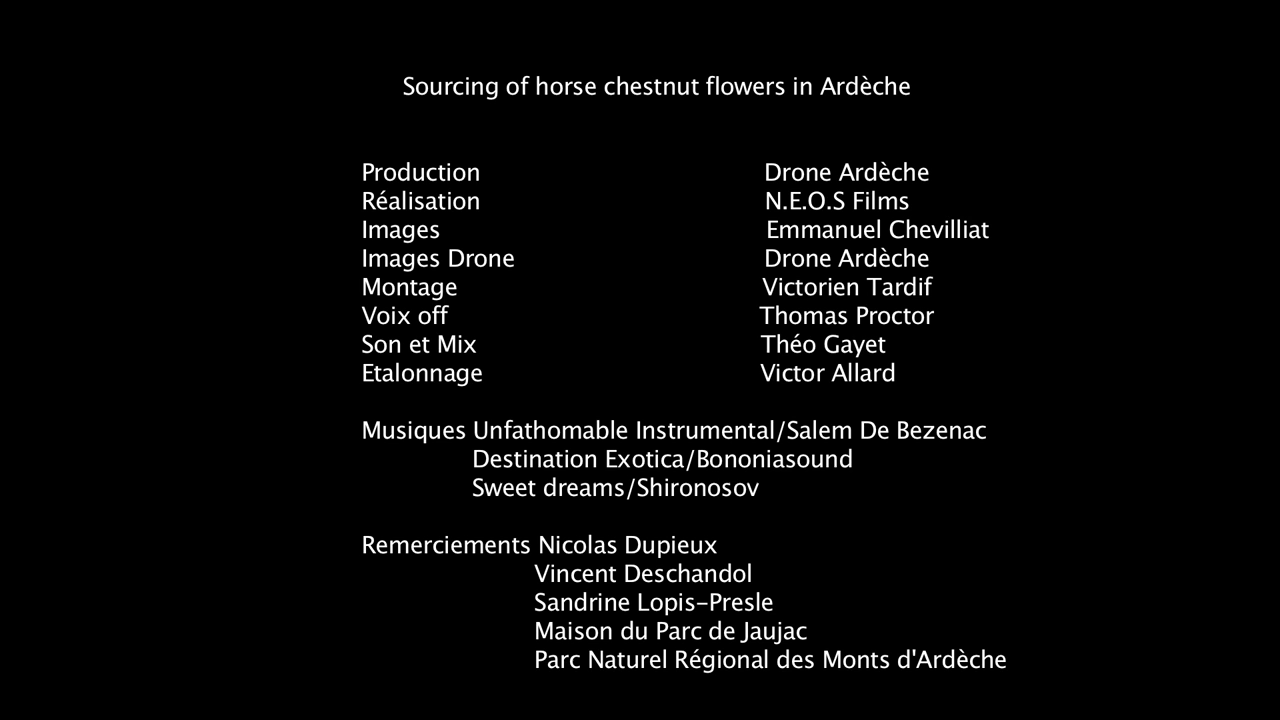 Sourcing of horse chestnut flowers in Ardèche
Production Drone Ardèche
Réalisation N.E.O.S Films
Images Emmanuel Chevilliat
Images Drone Drone Ardèche
Montage Victorien Tardif
Voix off Thomas Proctor
Son et Mix Théo Gayet
Etalonnage Victor Allard
Musiques Unfathomable Instrumental/Salem De Bezenac
Destination Exotica/Bononiasound
Sweet dreams/Shironosov
Remerciements Nicolas Dupieux
Vincent Deschandol
Sandrine Lopis-Presle
Maison du Parc de Jaujac
Parc Naturel Régional des Monts d'Ardèche